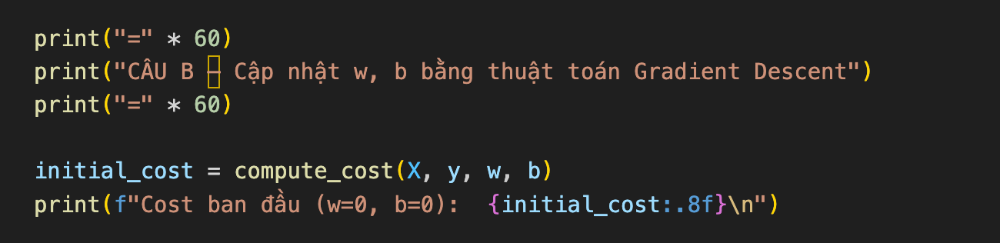 print("=" * 60)
print("CÂU B – Cập nhật w, b bằng thuật toán Gradient Descent")
print("=" * 60)
initial_cost = compute_cost(X, y, w, b)
print(f"Cost ban đầu (w=0, b=0):  {initial_cost:.8f}\n")